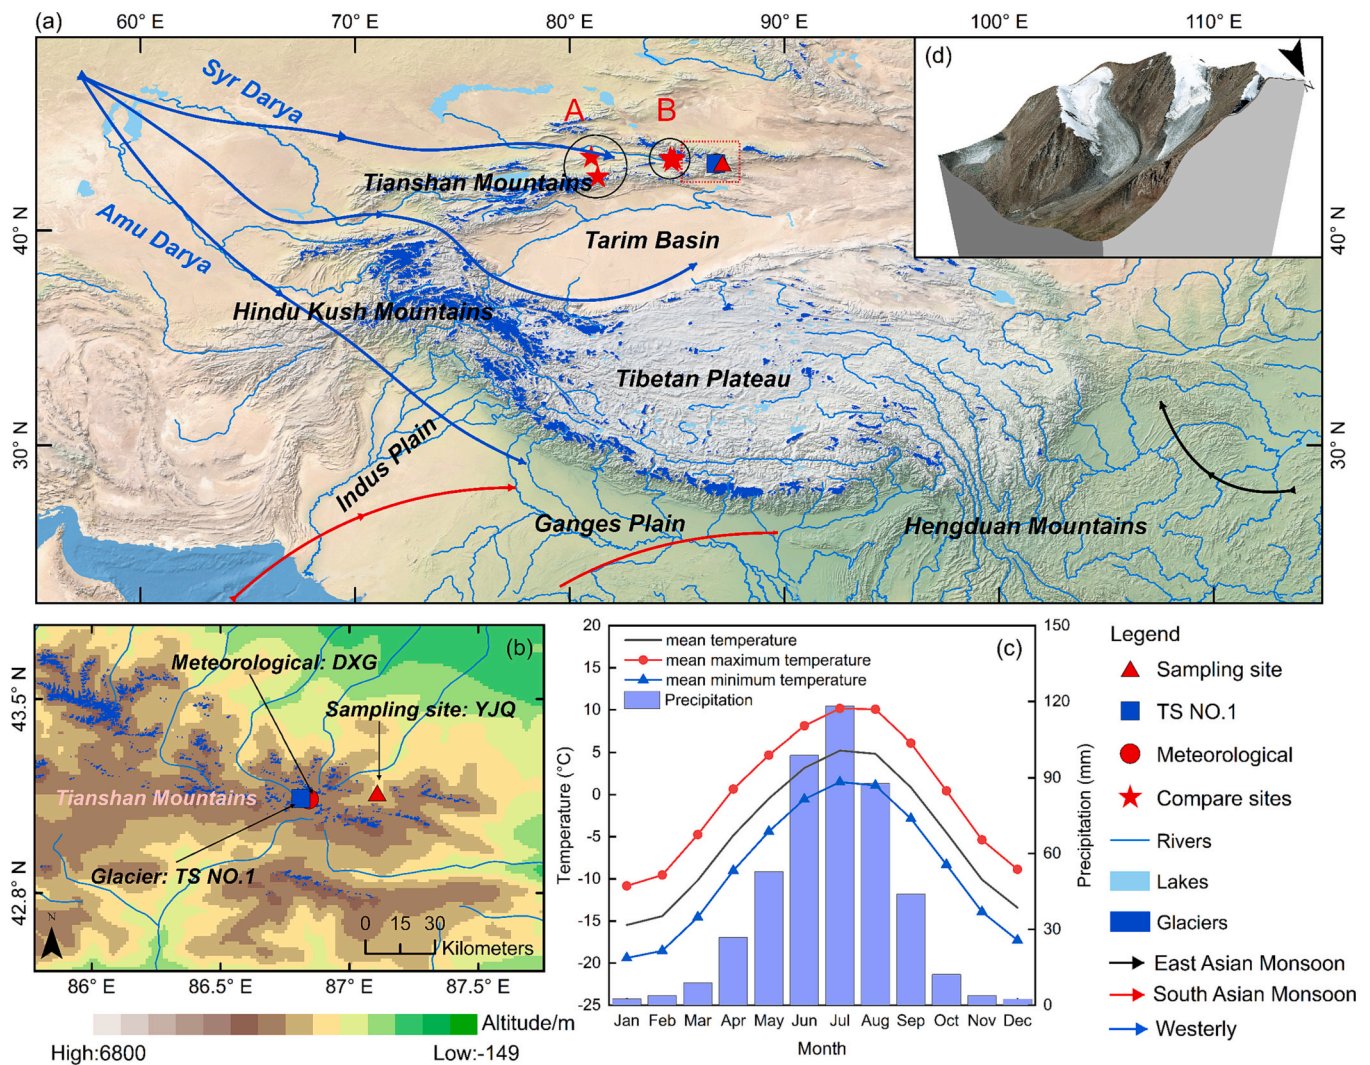 (a)
60° E
70° E
80° E
90° E
100° E
110° E
(d)
Syr Darya
A
B
Tianshan Mountains
Amu Darya
40° N
40° N
Tarim Basin
Hindu Kush Mountains
Tibetan Plateau
30° N
30° N
Indus Plain
Ganges Plain
Hengduan Mountains
(b)
Meteorological: DXG
Sampling site: YJQ
43.5° N
Tianshan Mountains
Glacier: TS NO.1
42.8° N
N
0 15 30
Kilometers
86° E
86.5° E
87° E
87.5° E
Altitude/m
High:6800
Low:-149
(c)
mean temperature
mean maximum temperature
mean minimum temperature
Precipitation
20
15
10
5
0
-5
-10
-15
-20
-25
Temperature (°C)
150
120
90
60
30
0
Precipitation (mm)
Jan Feb Mar Apr May Jun Jul Aug Sep Oct Nov Dec
Month
Legend
Sampling site
TS NO.1
Meteorological
Compare sites
Rivers
Lakes
Glaciers
East Asian Monsoon
South Asian Monsoon
Westerly